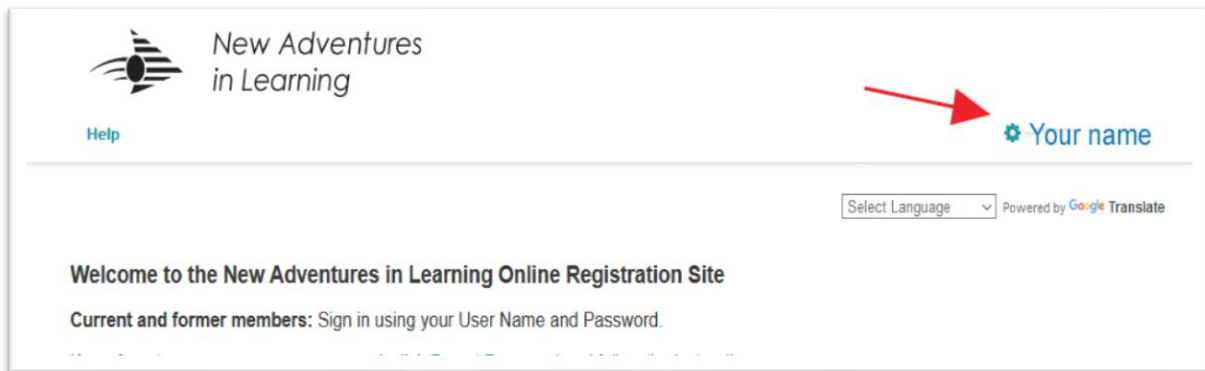 New Adventures
in Learning
Help
Your name
Select Language
Powered by Google Translate
Welcome to the New Adventures in Learning Online Registration Site
Current and former members: Sign in using your User Name and Password.